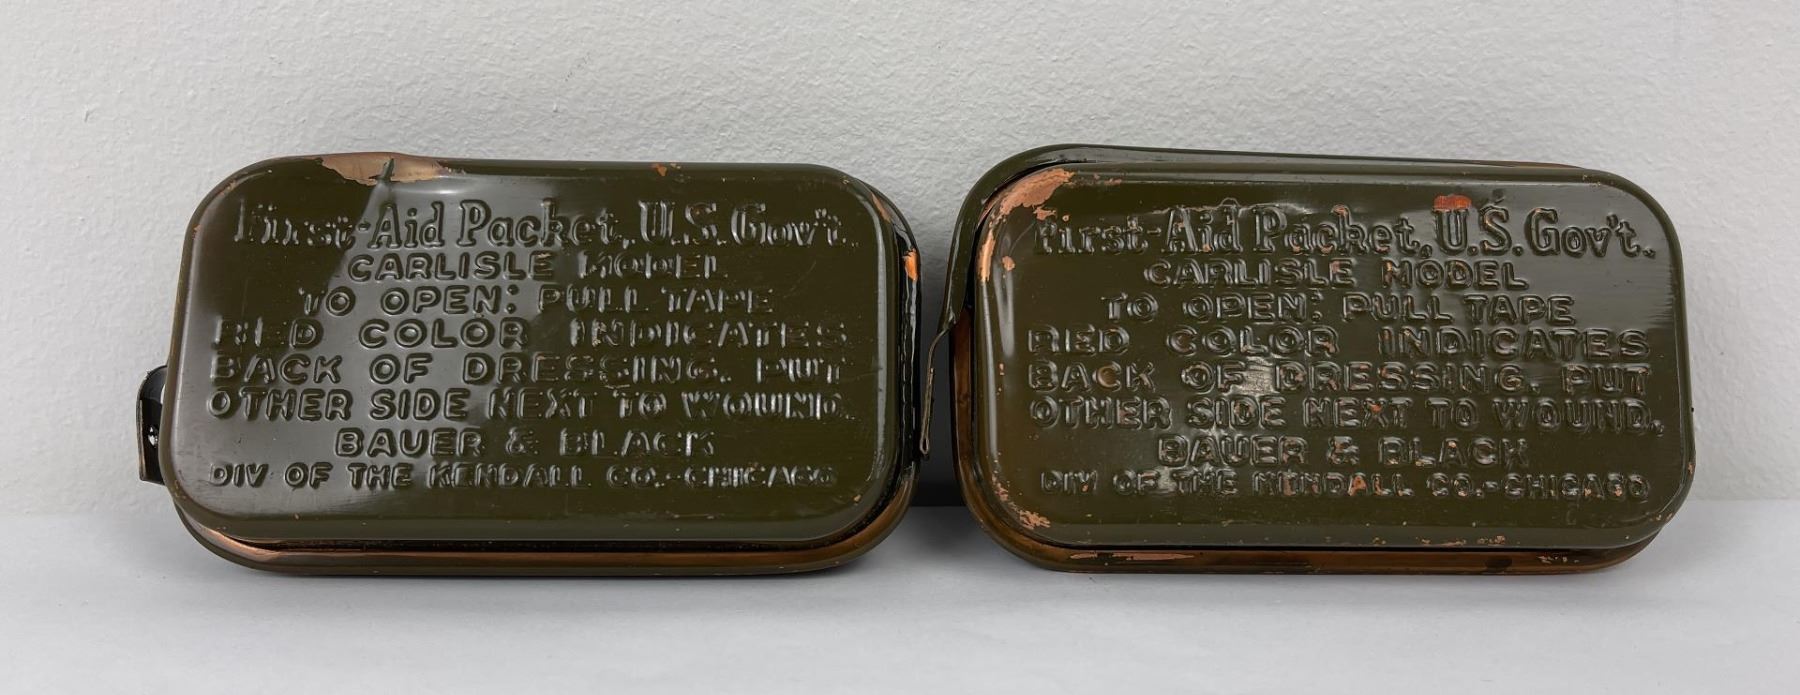 First-Aid Packet, U.S. Gov't.
CARLISLE MODEL
TO OPEN: PULL TAPE
RED COLOR INDICATES
BACK OF DRESSING. PUT
OTHER SIDE NEXT TO WOUND.
BAUER & BLACK
DIV OF THE KENDALL CO.-CHICAGO
First-Aid Packet, U.S. Gov't.
CARLISLE MODEL
TO OPEN: PULL TAPE
RED COLOR INDICATES
BACK OF DRESSING. PUT
OTHER SIDE NEXT TO WOUND.
BAUER & BLACK
DIV OF THE KENDALL CO.-CHICAGO